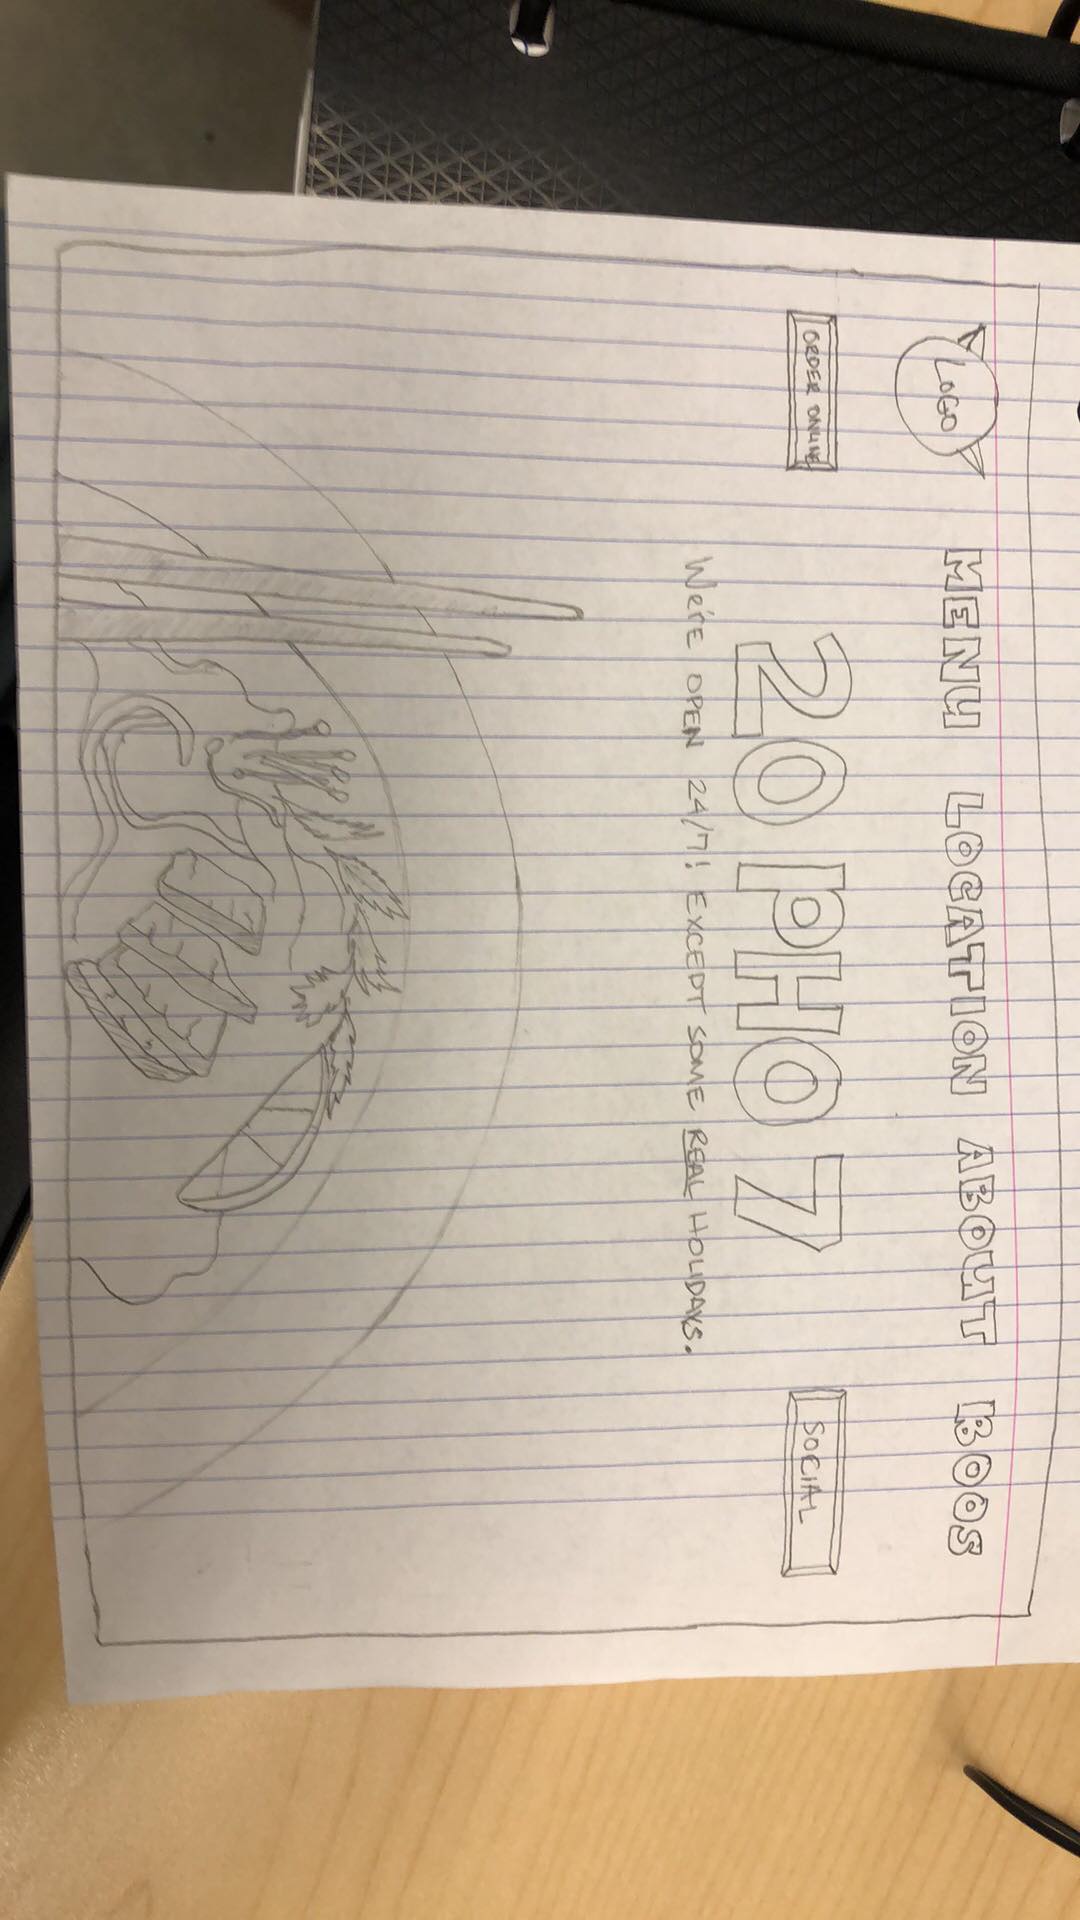 LOGO MENU LOCATION ABOUT BOOS
ORDER ONLINE 20 PHO 7 SOCIAL
We're OPEN 24/7! EXCEPT SOME REAL HOLIDAYS.